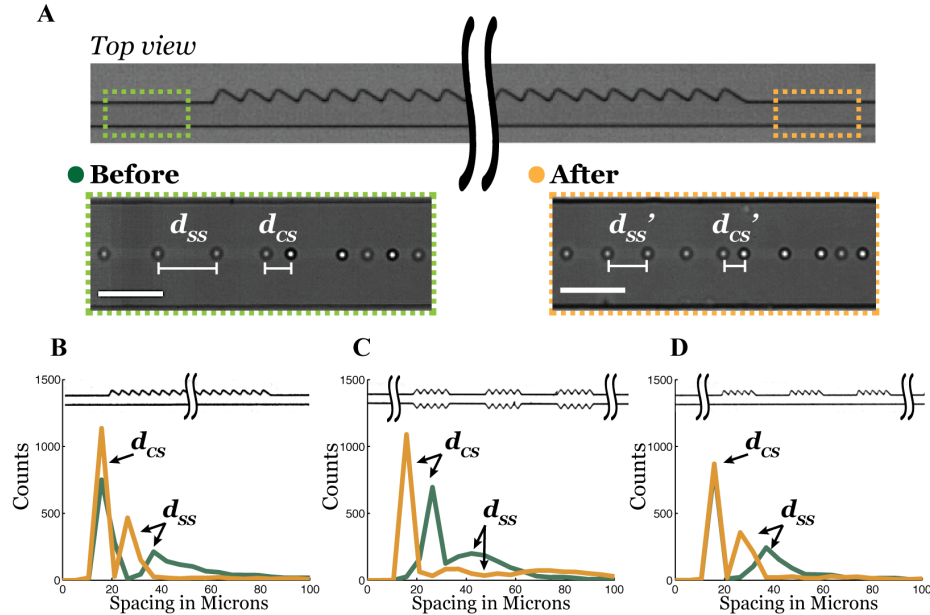 A
Top view
Before
After
d_SS
d_CS
d_SS’
d_CS’
B
C
D
1500
1000
500
0
Counts
d_CS
d_SS
0
20
40
60
80
100
Spacing in Microns
1500
1000
500
0
Counts
d_CS
d_SS
0
20
40
60
80
100
Spacing in Microns
1500
1000
500
0
Counts
d_CS
d_SS
0
20
40
60
80
100
Spacing in Microns